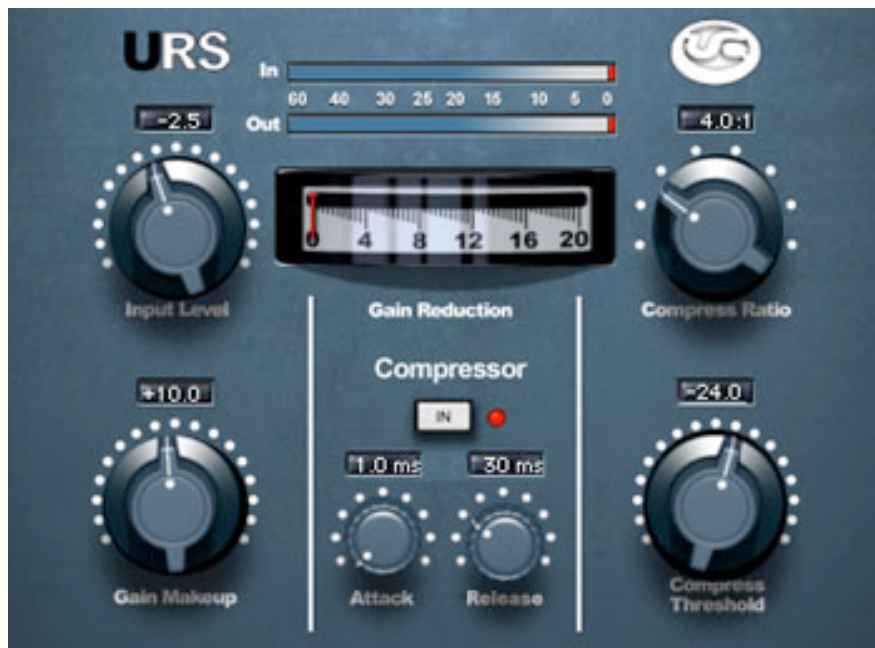 URS
In
60 40 30 25 20 15 10 5 0
Out
-2.5
4.0:1
0 4 8 12 16 20
Input Level
Gain Reduction
Compress Ratio
Compressor
+10.0
IN
-24.0
1.0 ms
30 ms
Gain Makeup
Attack
Release
Compress
Threshold